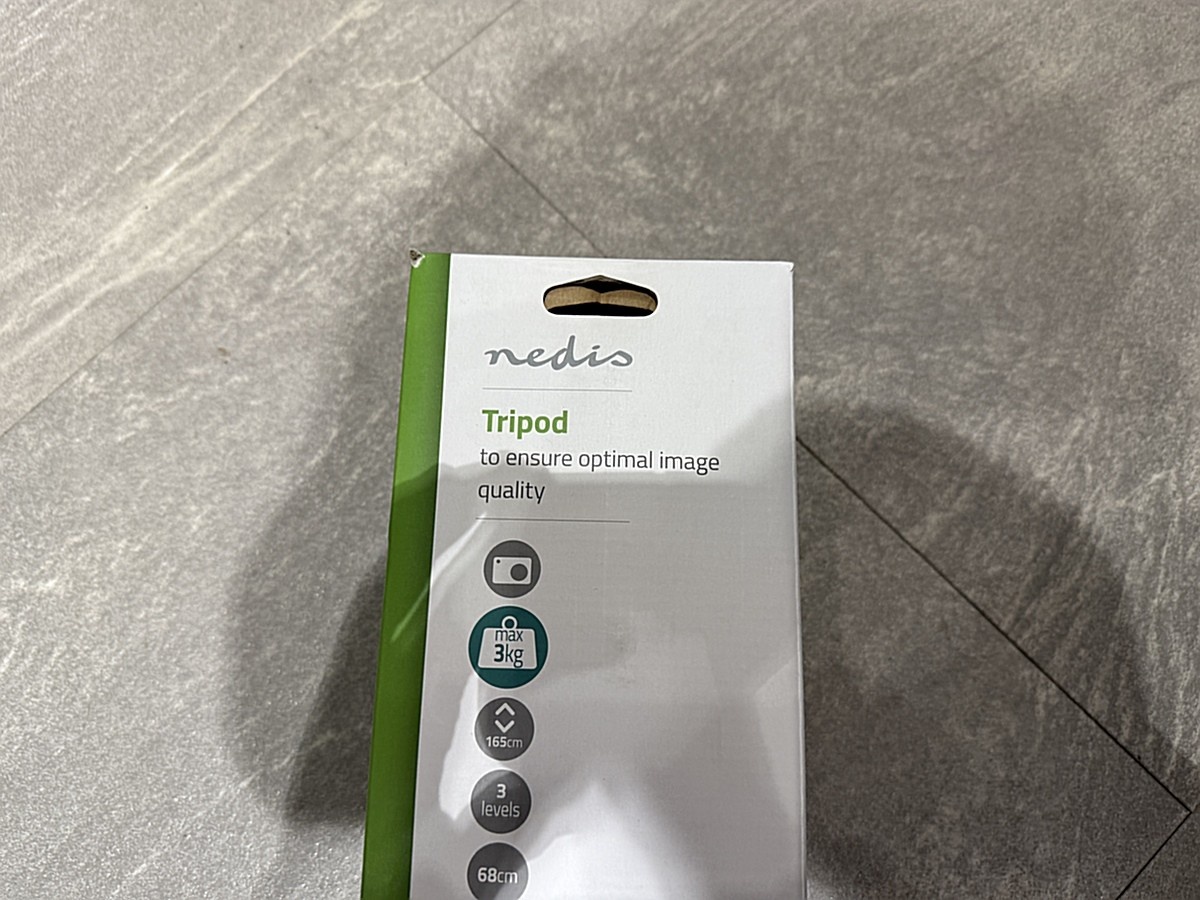 nedis
Tripod
to ensure optimal image
quality
max
3kg
165cm
3
levels
68cm